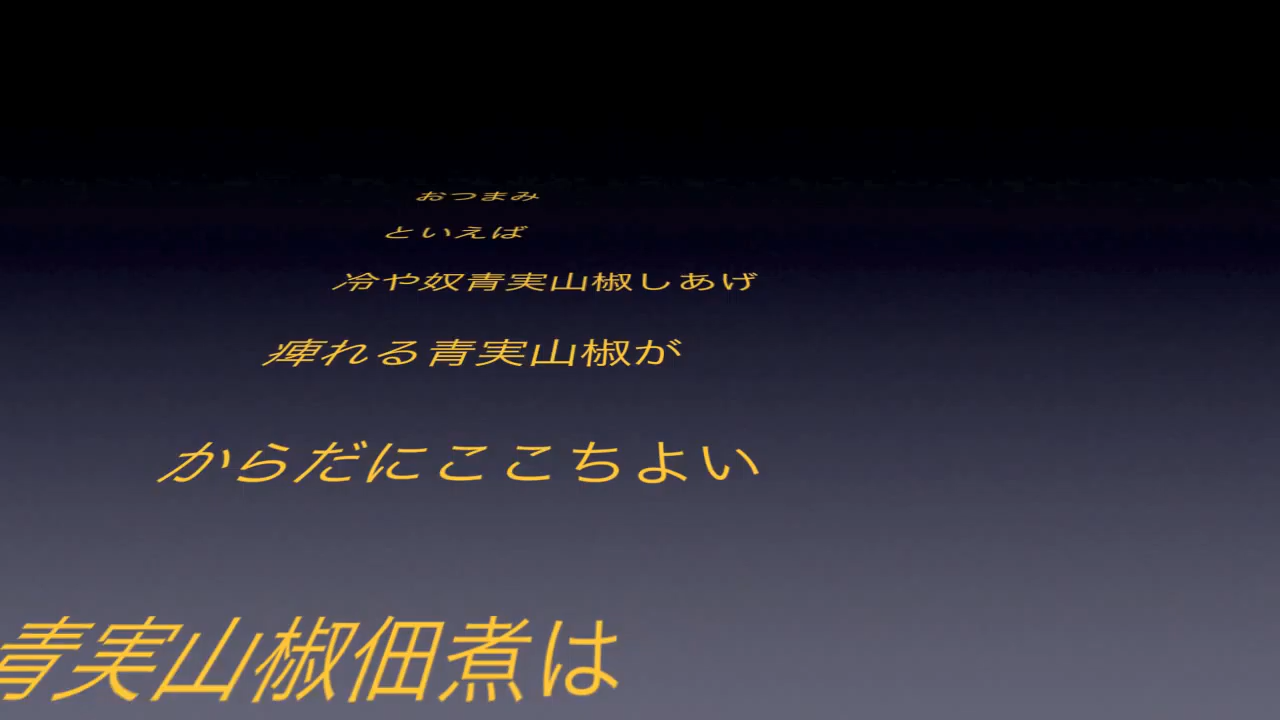 おつまみ
といえば
冷や奴青実山椒しあげ
痺れる青実山椒が
からだにここちよい
青実山椒佃煮は